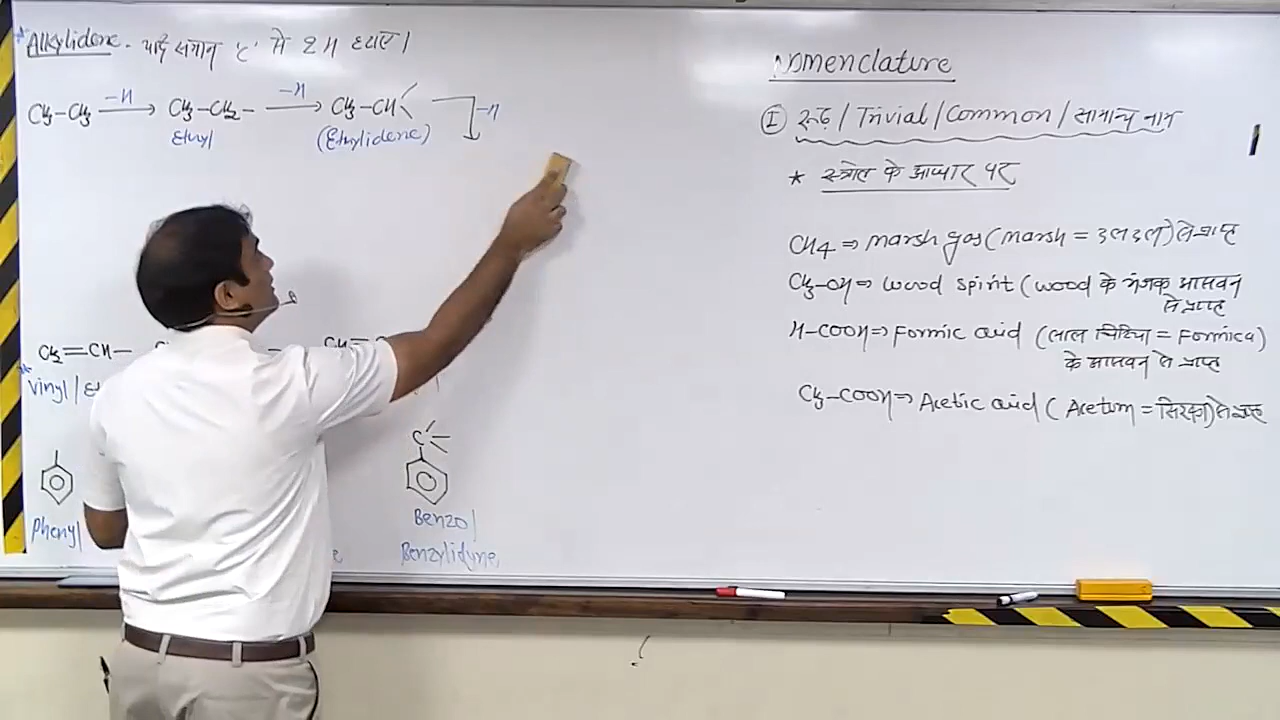 * Alkylidene - यदि समान 'C' से 2H हटाए।
CH3-CH3 -H→ CH3-CH2- -H→ CH3-CH< -H
Ethyl (Ethylidene)
CH2=CH-
* Vinyl/
Phenyl
C
Benzo/
Benzylidyne
Nomenclature
I रूढ़/Trivial/Common/सामान्य नाम
* स्त्रोत के आधार पर
CH4 ⇒ Marsh gas (Marsh = दलदल) से प्राप्त
CH3-OH ⇒ Wood spirit (Wood के भंजक आसवन
से प्राप्त
H-COOH ⇒ Formic acid (लाल चिटियां = Formica)
के आसवन से प्राप्त
CH3-COOH ⇒ Acetic acid (Acetum = सिरका) से प्राप्त